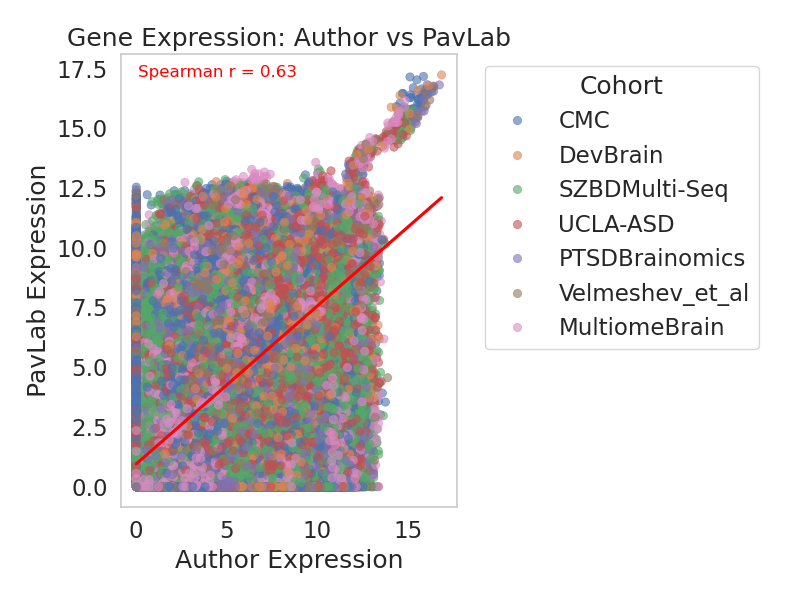 Gene Expression: Author vs PavLab
Spearman r = 0.63
PavLab Expression
17.5
15.0
12.5
10.0
7.5
5.0
2.5
0.0
0 5 10 15
Author Expression
Cohort
CMC
DevBrain
SZBDMulti-Seq
UCLA-ASD
PTSDBrainomics
Velmeshev_et_al
MultiomeBrain